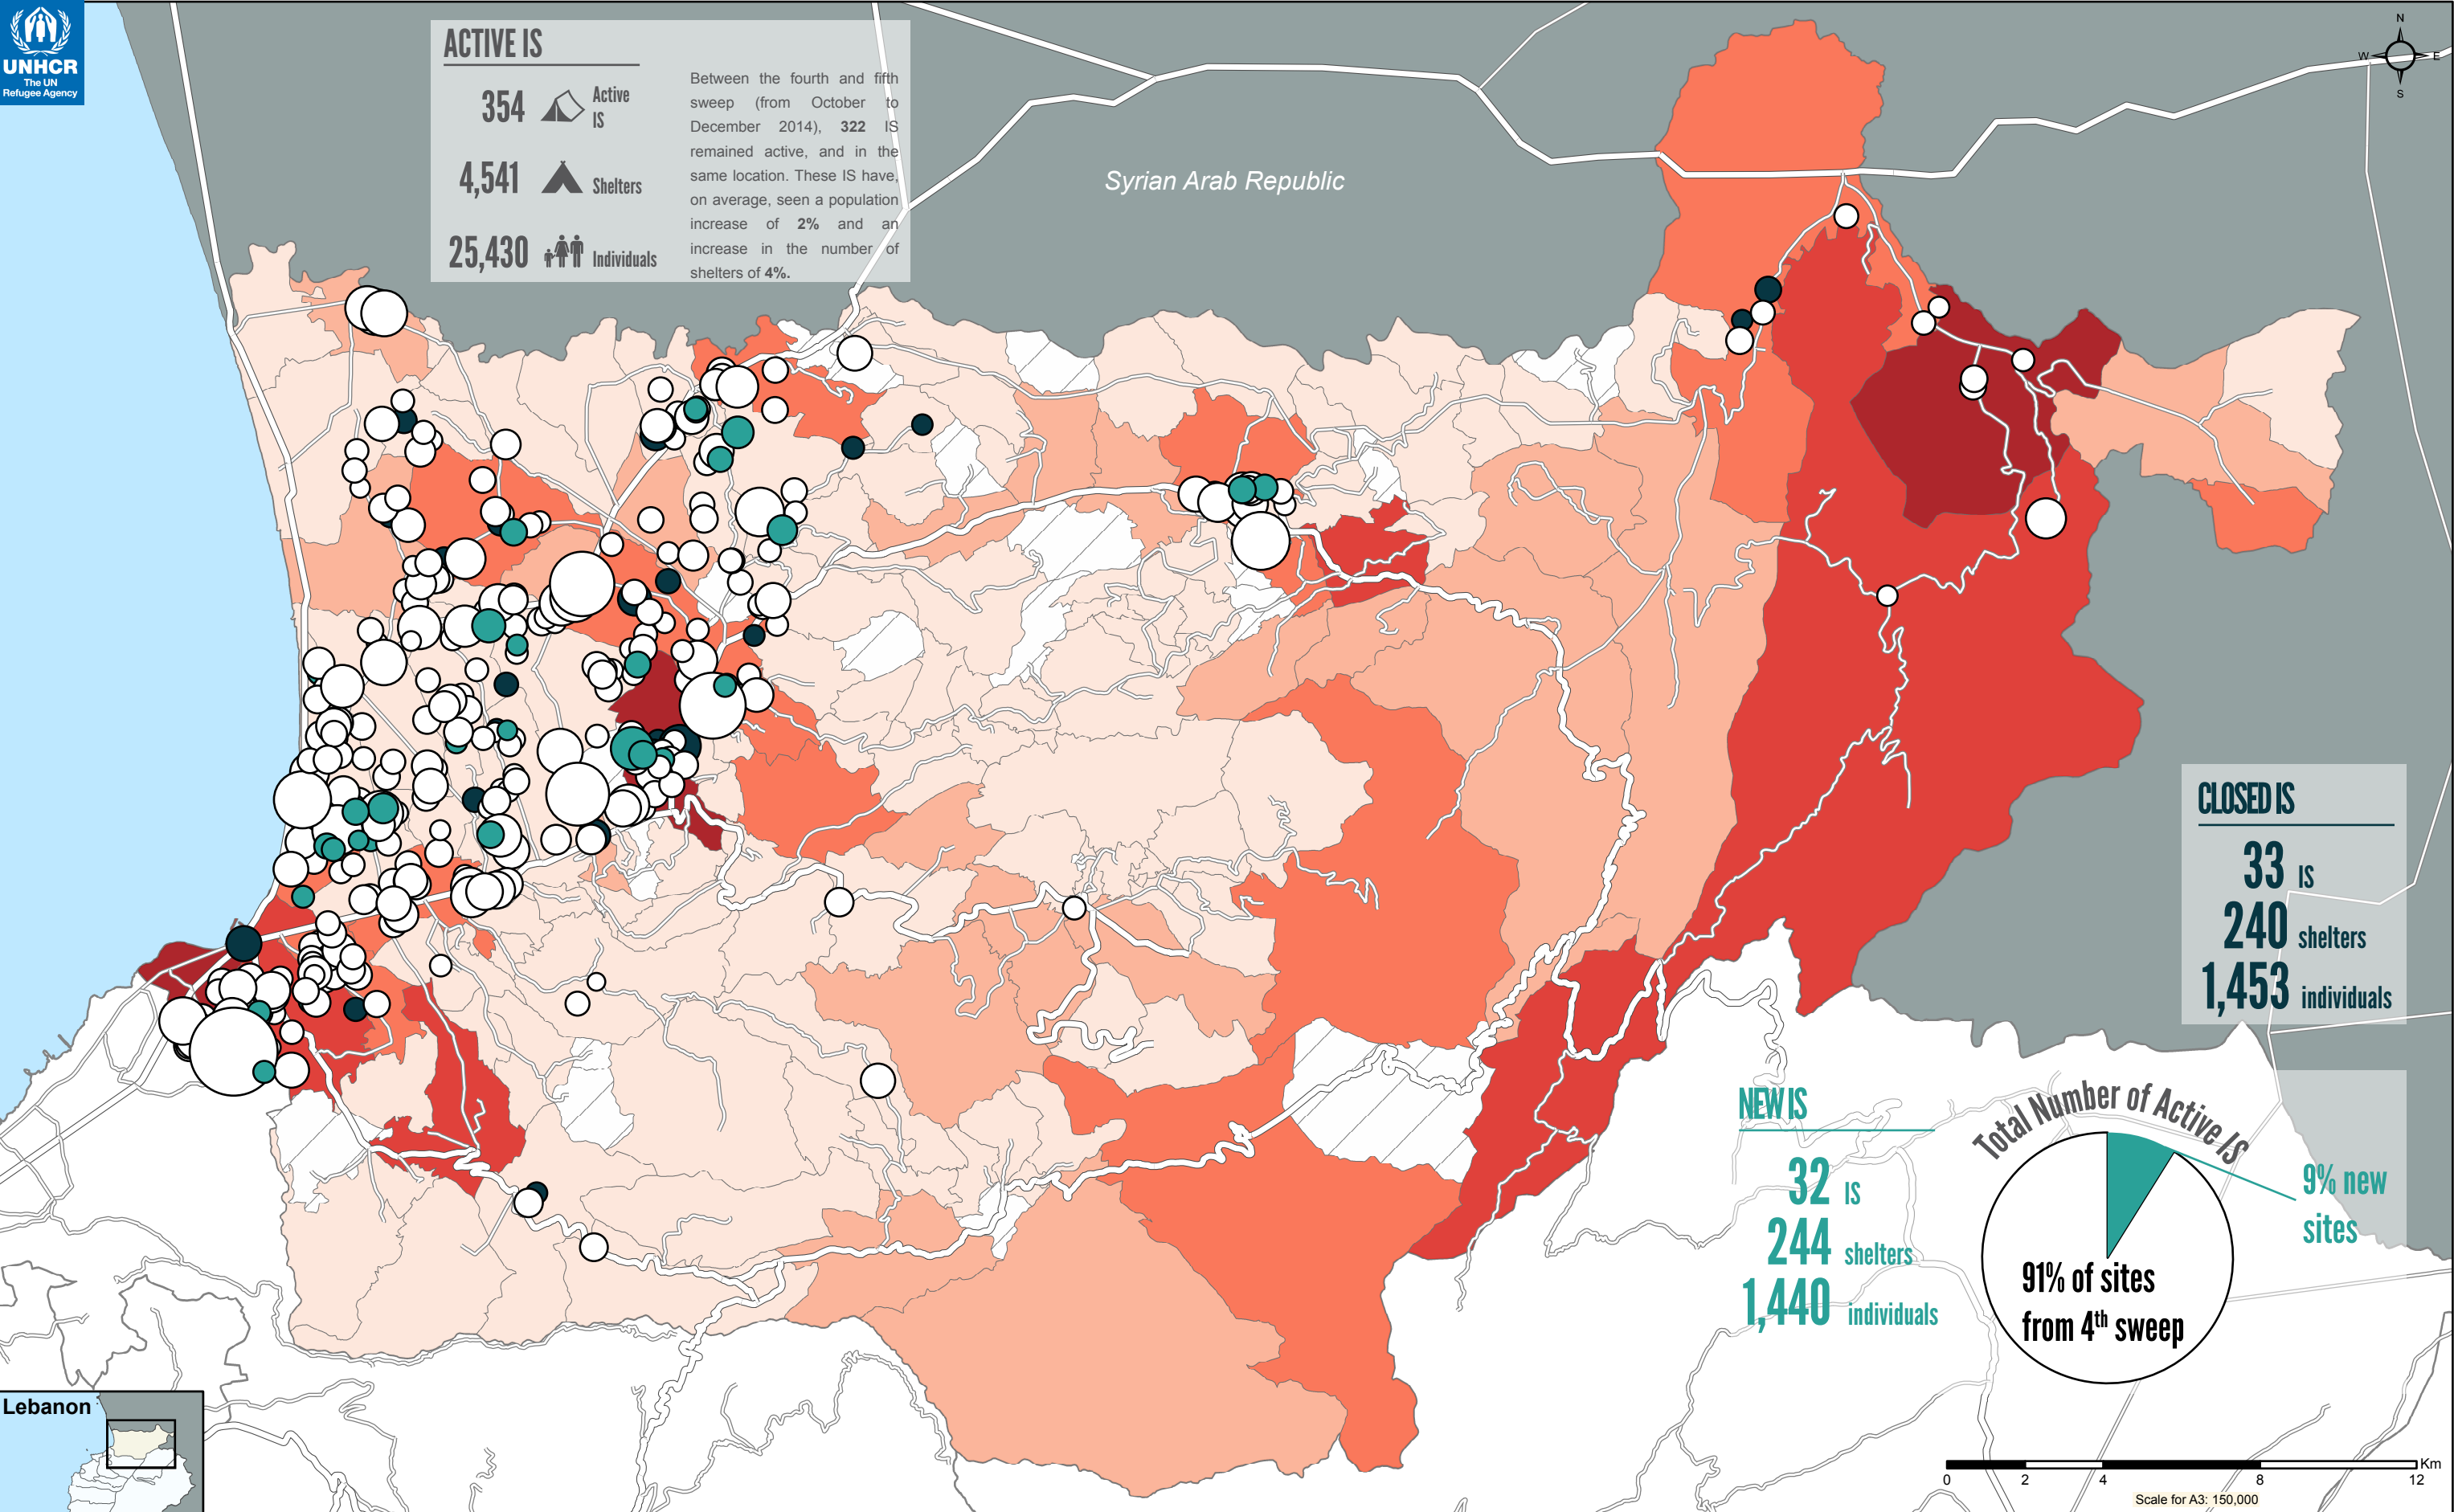 UNHCR
The UN
Refugee Agency
ACTIVE IS
354 Active IS
4,541 Shelters
25,430 Individuals
Between the fourth and fifth
sweep (from October to
December 2014), 322 IS
remained active, and in the
same location. These IS have,
on average, seen a population
increase of 2% and an
increase in the number of
shelters of 4%.
Syrian Arab Republic
N
W
E
S
CLOSED IS
33 IS
240 shelters
1,453 individuals
NEW IS
32 IS
244 shelters
1,440 individuals
Total Number of Active IS
9% new
sites
91% of sites
from 4th sweep
Lebanon
Km
0 2 4 8 12
Scale for A3: 150,000